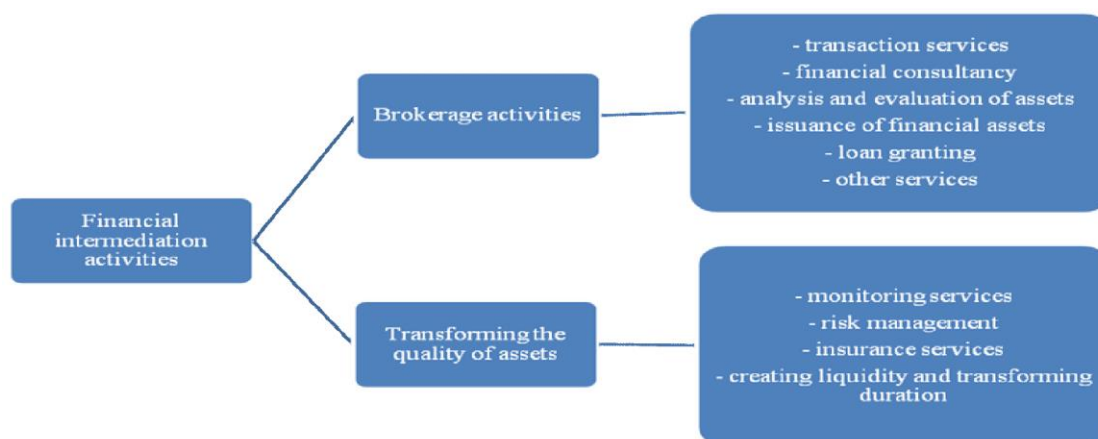 Financial
intermediation
activities
Brokerage activities
- transaction services
- financial consultancy
- analysis and evaluation of assets
- issuance of financial assets
- loan granting
- other services
Transforming the
quality of assets
- monitoring services
- risk management
- insurance services
- creating liquidity and transforming
duration